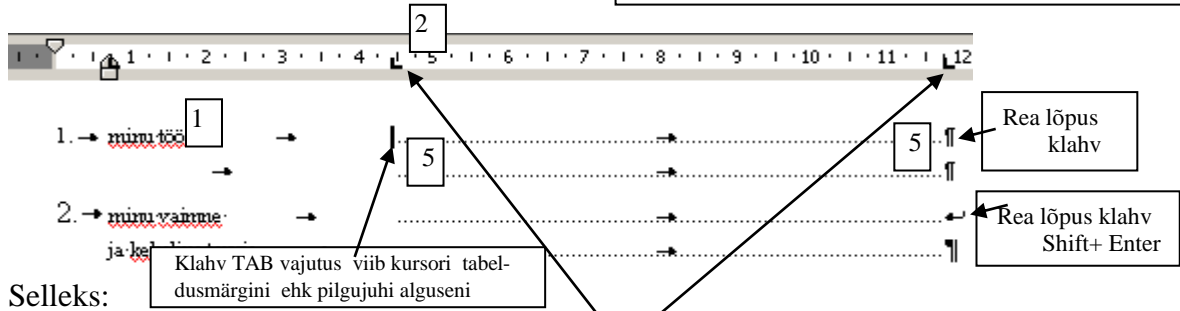 2
1 · 2 · 3 · 4 · 5 · 6 · 7 · 8 · 9 · 10 · 11 · 12
1. → minu töö 1 → 5 → 5 ¶
Rea lõpus
klahv
→ → ¶
2. → minu·vaimne· → → ↵
Rea lõpus klahv
Shift+ Enter
ja· → ¶
Klahv TAB vajutus viib kursori tabel-
dusmärgini ehk pilgujuhi alguseni
Selleks: